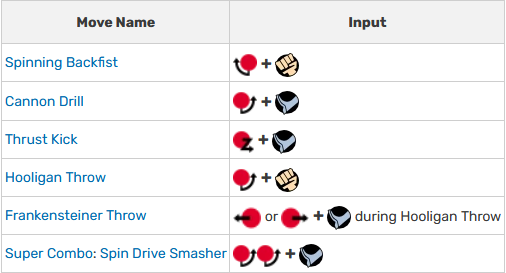 Move Name Input
Spinning Backfist +
Cannon Drill +
Thrust Kick Z +
Hooligan Throw +
Frankensteiner Throw or + during Hooligan Throw
Super Combo: Spin Drive Smasher +